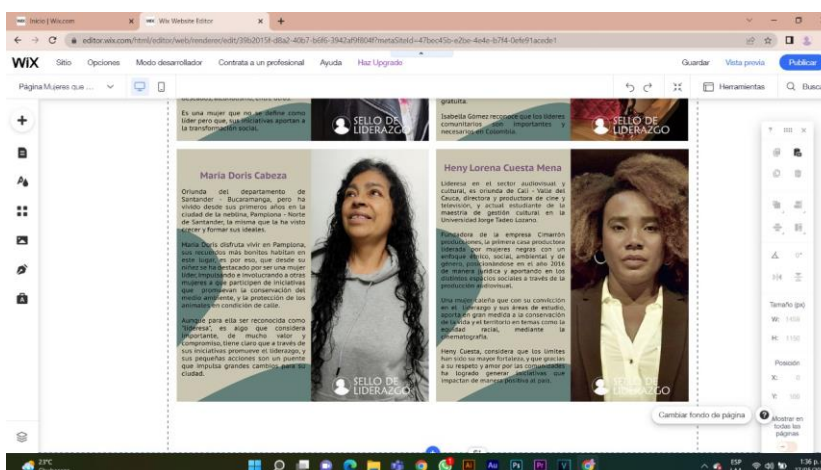 Inicio | Wix.com
Wix Website Editor
editor.wix.com/html/editor/web/renderer/edit/
WiX Sitio Opciones Modo desarrollador Contrata a un profesional Ayuda Haz Upgrade Guardar Vista previa Publicar
Página: Mujeres que ... Herramientas Busca
Es una mujer que no se define como
líder pero que, sus iniciativas aportan a
la transformación social.
SELLO DE
LIDERAZGO
gratuita.
Isabella Gómez reconoce que los líderes
comunitarios son importantes y
necesarios en Colombia.
SELLO DE
LIDERAZGO
Maria Doris Cabeza
Oriunda del departamento de
Santander - Bucaramanga, pero ha
vivido desde sus primeros años en la
ciudad de la neblina, Pamplona - Norte
de Santander, la misma que la ha visto
crecer y formar sus ideales.
Maria Doris disfruta vivir en Pamplona,
sus recuerdos más bonitos habitan en
este lugar, es por eso, que desde su
niñez se ha destacado por ser una mujer
líder, impulsando e involucrando a otras
mujeres a que participen de iniciativas
que promuevan la conservación del
medio ambiente, y la protección de los
animales en condición de calle.
Aunque para ella ser reconocida como
"lideresa", es algo que considera
importante, de mucho valor y
compromiso, tiene claro que a través de
sus iniciativas promueve el liderazgo, y
sus pequeñas acciones son un puente
que impulsa grandes cambios para su
ciudad.
SELLO DE
LIDERAZGO
Heny Lorena Cuesta Mena
Lideresa en el sector audiovisual y
cultural, es oriunda de Cali - Valle del
Cauca, directora y productora de cine y
televisión, y actual estudiante de la
maestría de gestión cultural en la
Universidad Jorge Tadeo Lozano.
Fundadora de la empresa Cimarrón
producciones, la primera casa productora
liderada por mujeres negras con un
enfoque étnico, social, ambiental y de
género, posicionándose en el año 2016
de manera jurídica y aportando en los
distintos espacios sociales a través de la
producción audiovisual.
Una mujer caleña que con su convicción
en el liderazgo y sus áreas de estudio,
aporta en gran medida a la conservación
de la vida y el territorio en temas como la
equidad racial, mediante la
cinematografía.
Heny Cuesta, considera que los límites
han sido su mayor fortaleza, y que gracias
a su respeto y amor por las comunidades
ha logrado generar iniciativas que
impactan de manera positiva al país.
SELLO DE
LIDERAZGO
Tamaño (px)
W:
H:
Posición
X:
Y:
Cambiar fondo de página
Mostrar en
todas las
páginas
23°C
ESP
1:36 p.